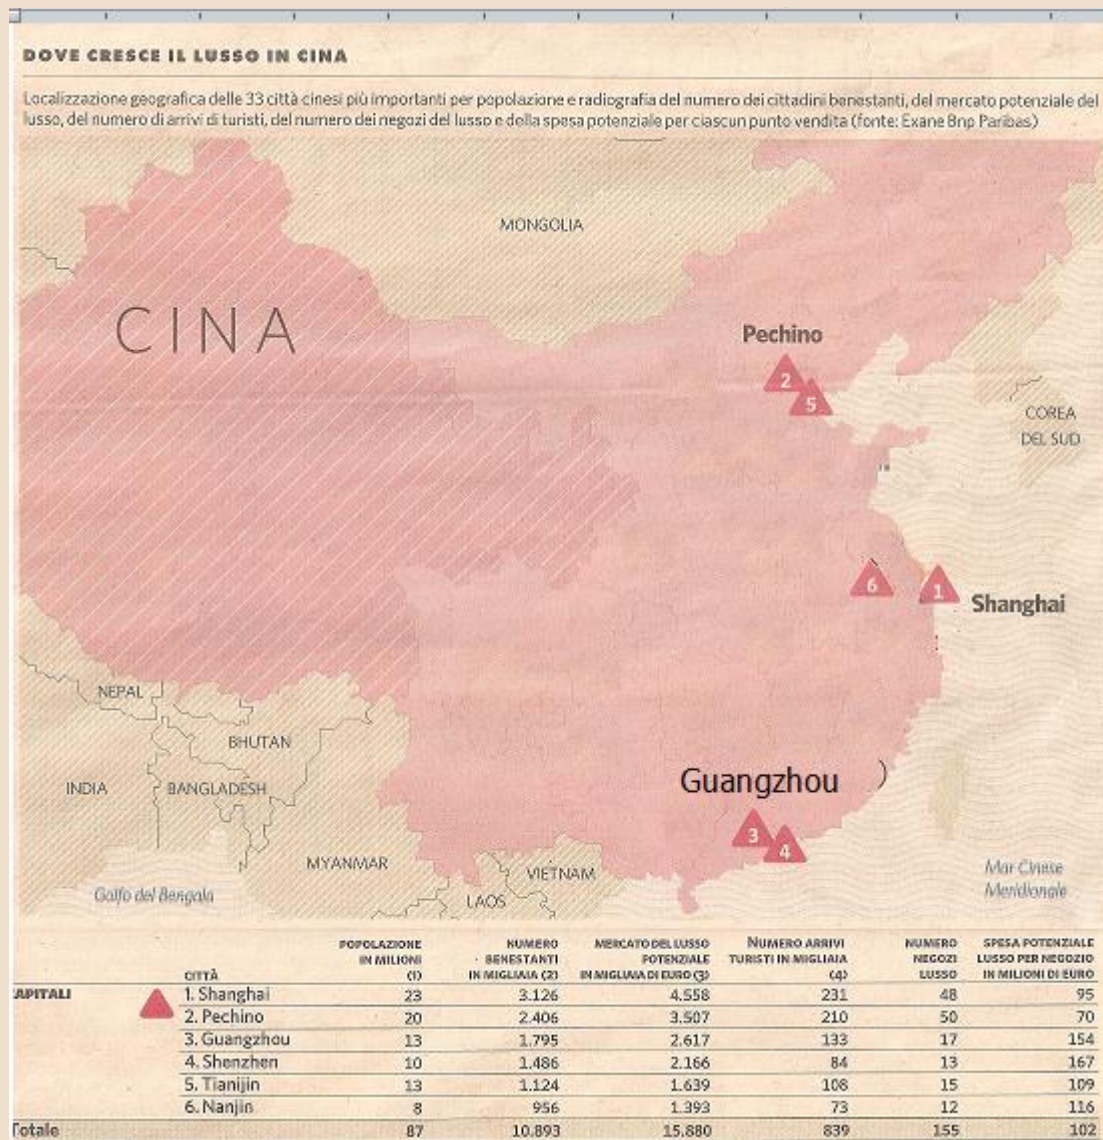 DOVE CRESCE IL LUSSO IN CINA
Localizzazione geografica delle 33 città cinesi più importanti per popolazione e radiografia del numero dei cittadini benestanti, del mercato potenziale del
lusso, del numero di arrivi di turisti, del numero dei negozi del lusso e della spesa potenziale per ciascun punto vendita (fonte: Exane Bnp Paribas)
MONGOLIA
CINA
Pechino
2
5
COREA
DEL SUD
6
1
Shanghai
NEPAL
BHUTAN
INDIA
BANGLADESH
Guangzhou )
3
4
MYANMAR
VIETNAM
LAOS
Golfo del Bengala
Mar Cinese
Meridionale
POPOLAZIONE NUMERO MERCATO DEL LUSSO NUMERO ARRIVI NUMERO SPESA POTENZIALE
IN MILIONI BENESTANTI POTENZIALE TURISTI IN MIGLIAIA NEGOZI LUSSO PER NEGOZIO
CITTÀ (1) IN MIGLIAIA (2) IN MIGLIAIA DI EURO (3) (4) LUSSO IN MILIONI DI EURO
APITALI 1. Shanghai 23 3.126 4.558 231 48 95
2. Pechino 20 2.406 3.507 210 50 70
3. Guangzhou 13 1.795 2.617 133 17 154
4. Shenzhen 10 1.486 2.166 84 13 167
5. Tianijin 13 1.124 1.639 108 15 109
6. Nanjin 8 956 1.393 73 12 116
Totale 87 10.893 15.880 839 155 102